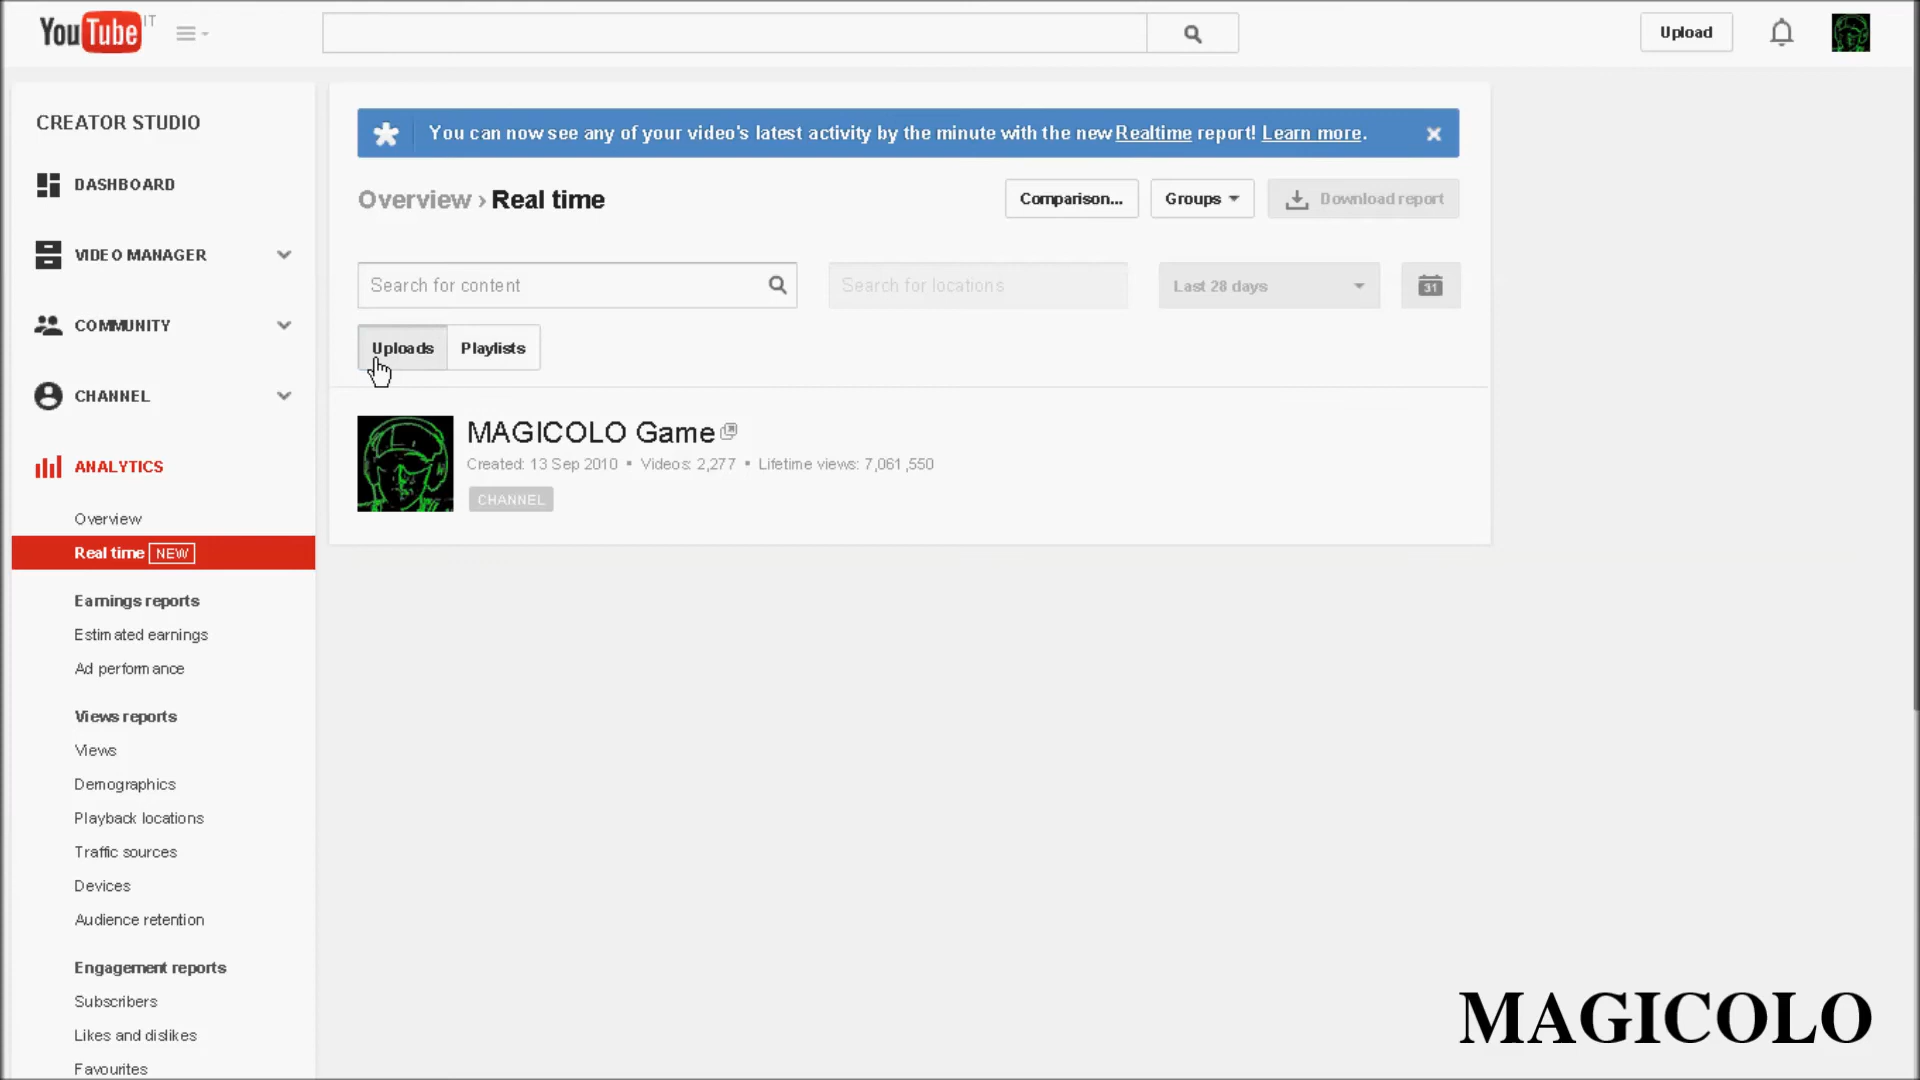 YouTube IT
Upload
CREATOR STUDIO
DASHBOARD
VIDEO MANAGER
COMMUNITY
CHANNEL
ANALYTICS
Overview
Real time NEW
Earnings reports
Estimated earnings
Ad performance
Views reports
Views
Demographics
Playback locations
Traffic sources
Devices
Audience retention
Engagement reports
Subscribers
Likes and dislikes
Favourites
You can now see any of your video's latest activity by the minute with the new Realtime report! Learn more.
Overview › Real time
Comparison...
Groups
Download report
Search for content
Search for locations
Last 28 days
31
Uploads
Playlists
MAGICOLO Game
Created: 13 Sep 2010 • Videos: 2,277 • Lifetime views: 7,061,550
CHANNEL
MAGICOLO